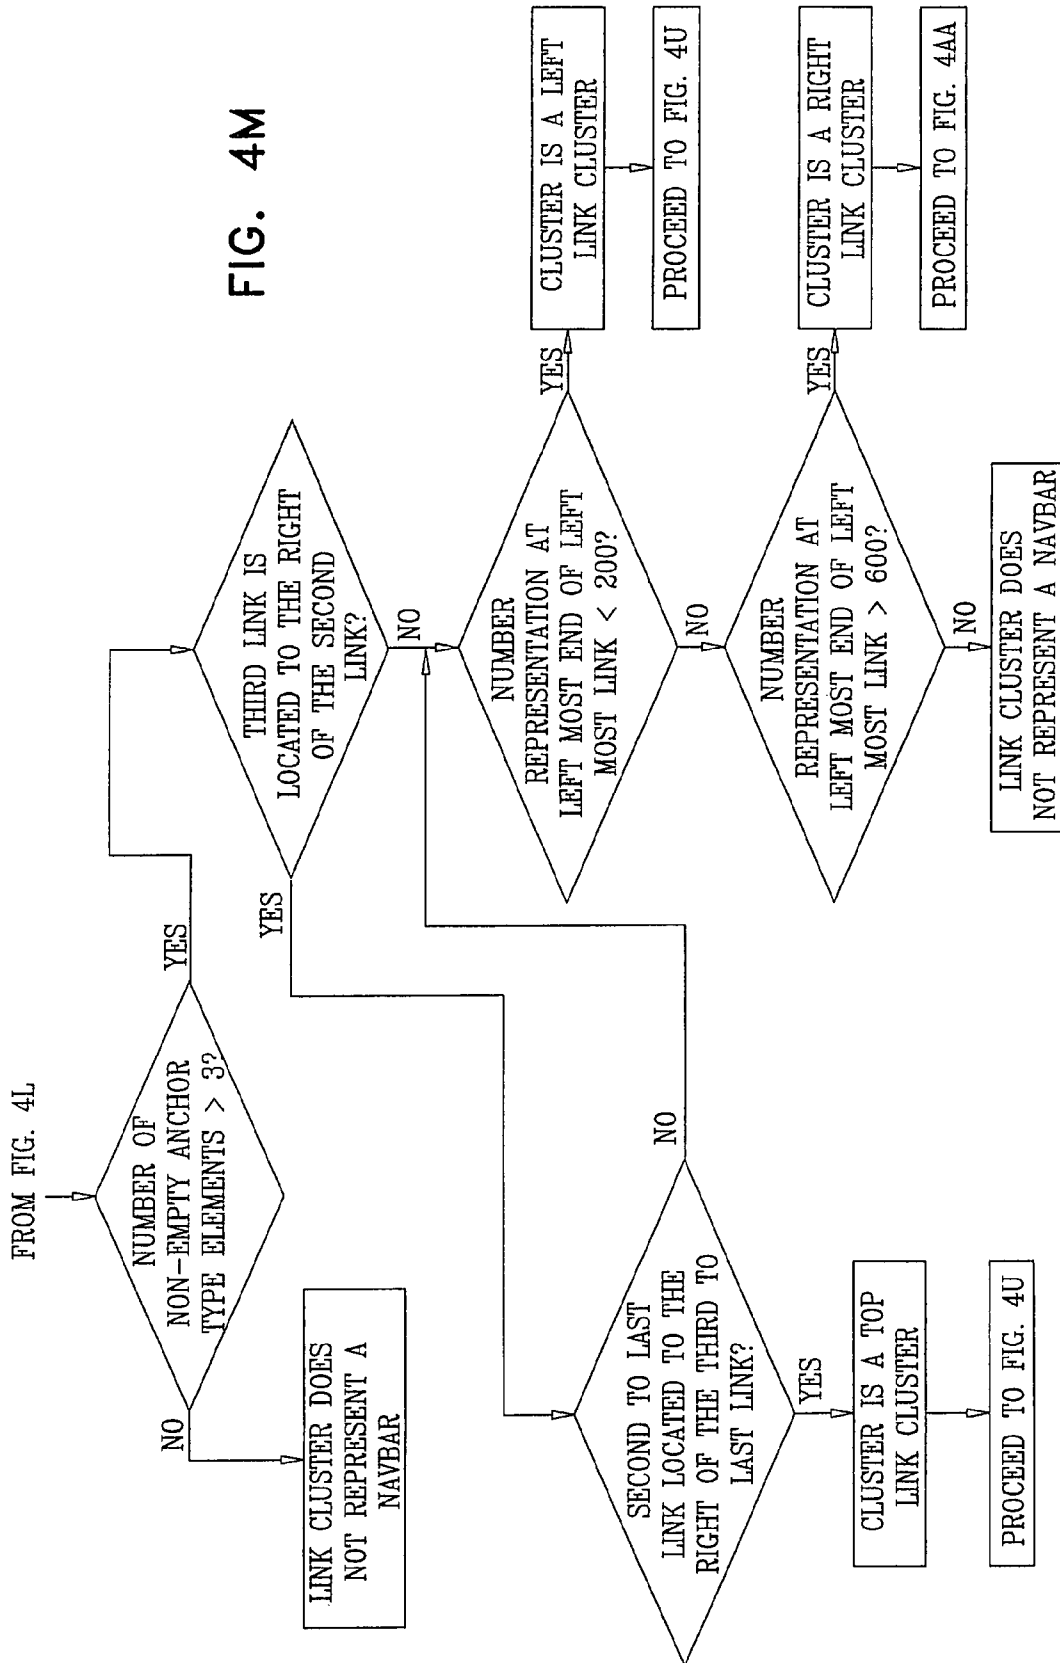 FIG. 4M
FROM FIG. 4L
NUMBER OF
NON-EMPTY ANCHOR
TYPE ELEMENTS > 3?
NO
YES
LINK CLUSTER DOES
NOT REPRESENT A
NAVBAR
THIRD LINK IS
LOCATED TO THE RIGHT
OF THE SECOND
LINK?
YES
NO
SECOND TO LAST
LINK LOCATED TO THE
RIGHT OF THE THIRD TO
LAST LINK?
NO
YES
CLUSTER IS A TOP
LINK CLUSTER
PROCEED TO FIG. 4U
NUMBER
REPRESENTATION AT
LEFT MOST END OF LEFT
MOST LINK < 200?
YES
NO
CLUSTER IS A LEFT
LINK CLUSTER
PROCEED TO FIG. 4U
NUMBER
REPRESENTATION AT
LEFT MOST END OF LEFT
MOST LINK > 600?
YES
NO
CLUSTER IS A RIGHT
LINK CLUSTER
PROCEED TO FIG. 4AA
LINK CLUSTER DOES
NOT REPRESENT A NAVBAR